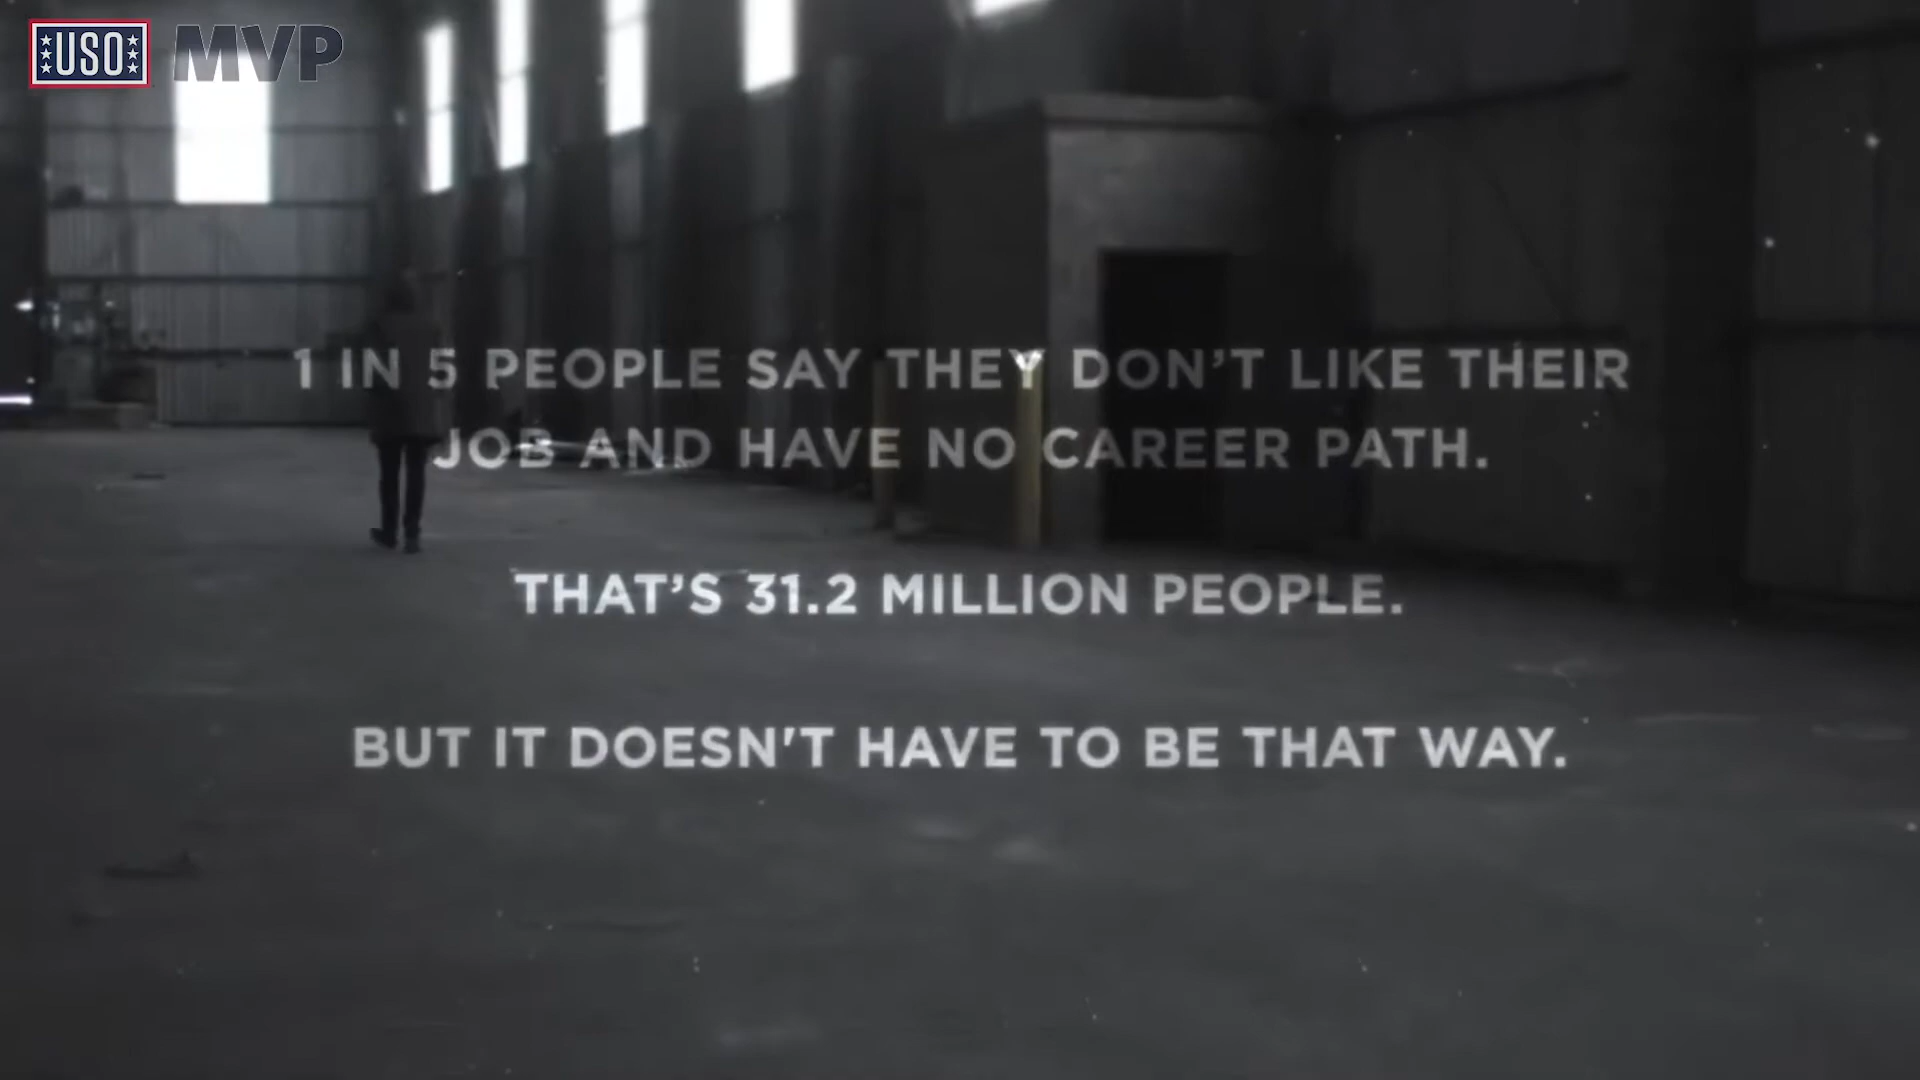 USO MVP
1 IN 5 PEOPLE SAY THEY DON’T LIKE THEIR
JOB AND HAVE NO CAREER PATH.
THAT’S 31.2 MILLION PEOPLE.
BUT IT DOESN'T HAVE TO BE THAT WAY.